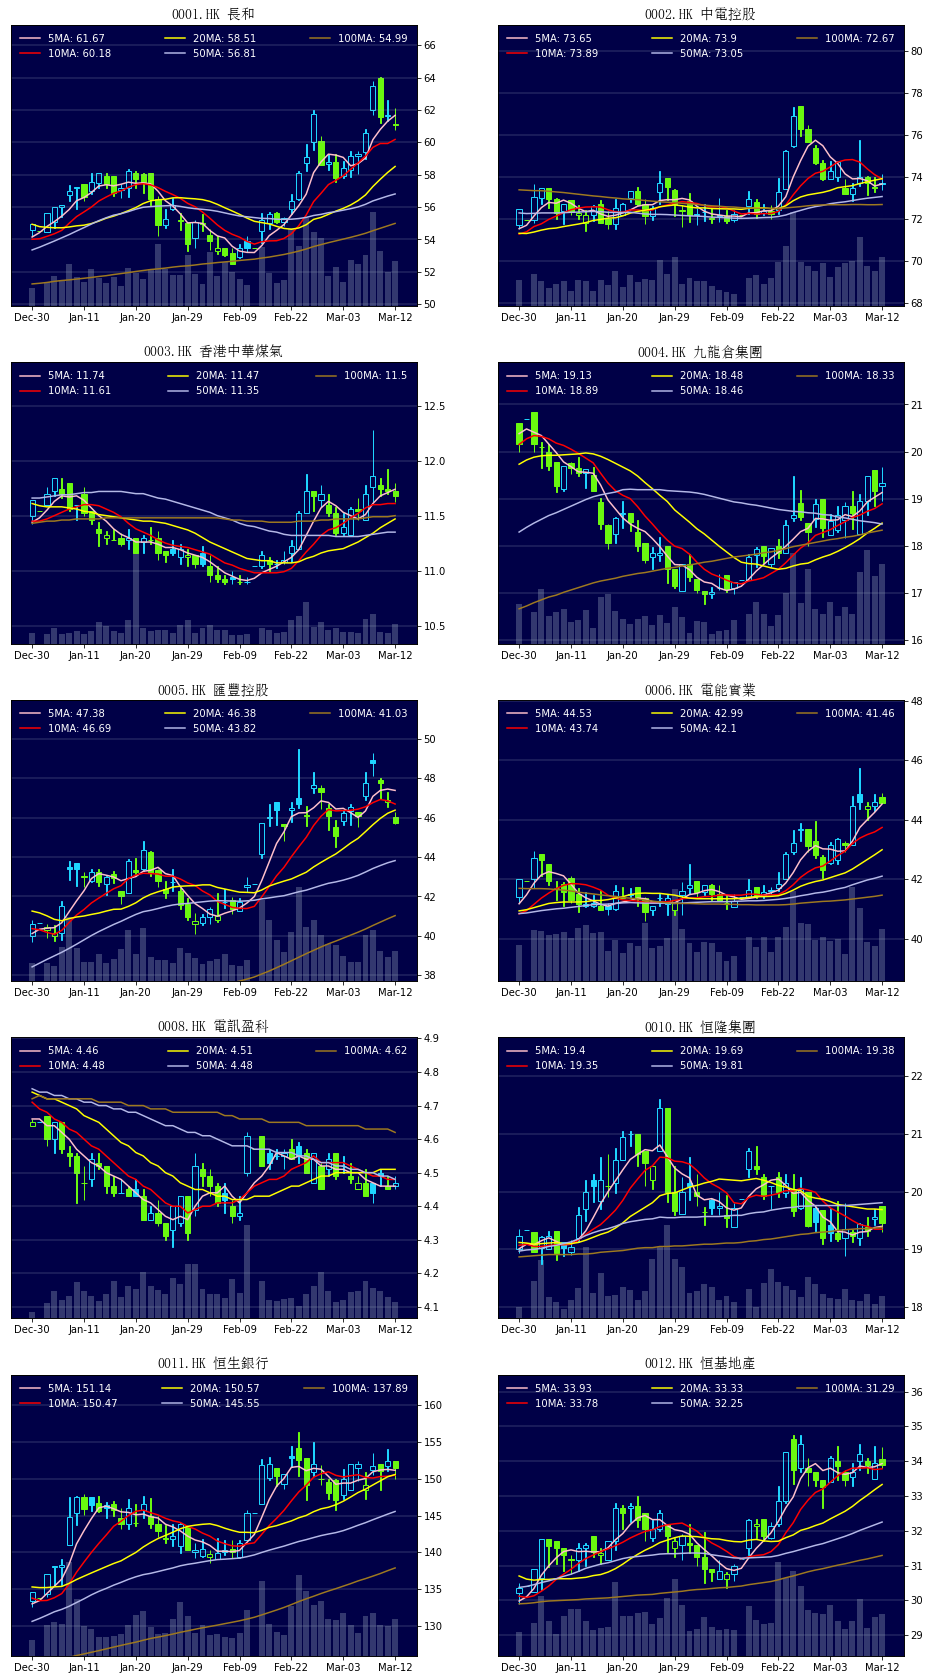 0001.HK 長和
5MA: 61.67 20MA: 58.51 100MA: 54.99
10MA: 60.18 50MA: 56.81
66
64
62
60
58
56
54
52
50
Dec-30 Jan-11 Jan-20 Jan-29 Feb-09 Feb-22 Mar-03 Mar-12
0002.HK 中電控股
5MA: 73.65 20MA: 73.9 100MA: 72.67
10MA: 73.89 50MA: 73.05
80
78
76
74
72
70
68
Dec-30 Jan-11 Jan-20 Jan-29 Feb-09 Feb-22 Mar-03 Mar-12
0003.HK 香港中華煤氣
5MA: 11.74 20MA: 11.47 100MA: 11.5
10MA: 11.61 50MA: 11.35
12.5
12.0
11.5
11.0
10.5
Dec-30 Jan-11 Jan-20 Jan-29 Feb-09 Feb-22 Mar-03 Mar-12
0004.HK 九龍倉集團
5MA: 19.13 20MA: 18.48 100MA: 18.33
10MA: 18.89 50MA: 18.46
21
20
19
18
17
16
Dec-30 Jan-11 Jan-20 Jan-29 Feb-09 Feb-22 Mar-03 Mar-12
0005.HK 匯豐控股
5MA: 47.38 20MA: 46.38 100MA: 41.03
10MA: 46.69 50MA: 43.82
50
48
46
44
42
40
38
Dec-30 Jan-11 Jan-20 Jan-29 Feb-09 Feb-22 Mar-03 Mar-12
0006.HK 電能實業
5MA: 44.53 20MA: 42.99 100MA: 41.46
10MA: 43.74 50MA: 42.1
48
46
44
42
40
Dec-30 Jan-11 Jan-20 Jan-29 Feb-09 Feb-22 Mar-03 Mar-12
0008.HK 電訊盈科
5MA: 4.46 20MA: 4.51 100MA: 4.62
10MA: 4.48 50MA: 4.48
4.9
4.8
4.7
4.6
4.5
4.4
4.3
4.2
4.1
Dec-30 Jan-11 Jan-20 Jan-29 Feb-09 Feb-22 Mar-03 Mar-12
0010.HK 恒隆集團
5MA: 19.4 20MA: 19.69 100MA: 19.38
10MA: 19.35 50MA: 19.81
22
21
20
19
18
Dec-30 Jan-11 Jan-20 Jan-29 Feb-09 Feb-22 Mar-03 Mar-12
0011.HK 恒生銀行
5MA: 151.14 20MA: 150.57 100MA: 137.89
10MA: 150.47 50MA: 145.55
160
155
150
145
140
135
130
Dec-30 Jan-11 Jan-20 Jan-29 Feb-09 Feb-22 Mar-03 Mar-12
0012.HK 恒基地產
5MA: 33.93 20MA: 33.33 100MA: 31.29
10MA: 33.78 50MA: 32.25
36
35
34
33
32
31
30
29
Dec-30 Jan-11 Jan-20 Jan-29 Feb-09 Feb-22 Mar-03 Mar-12